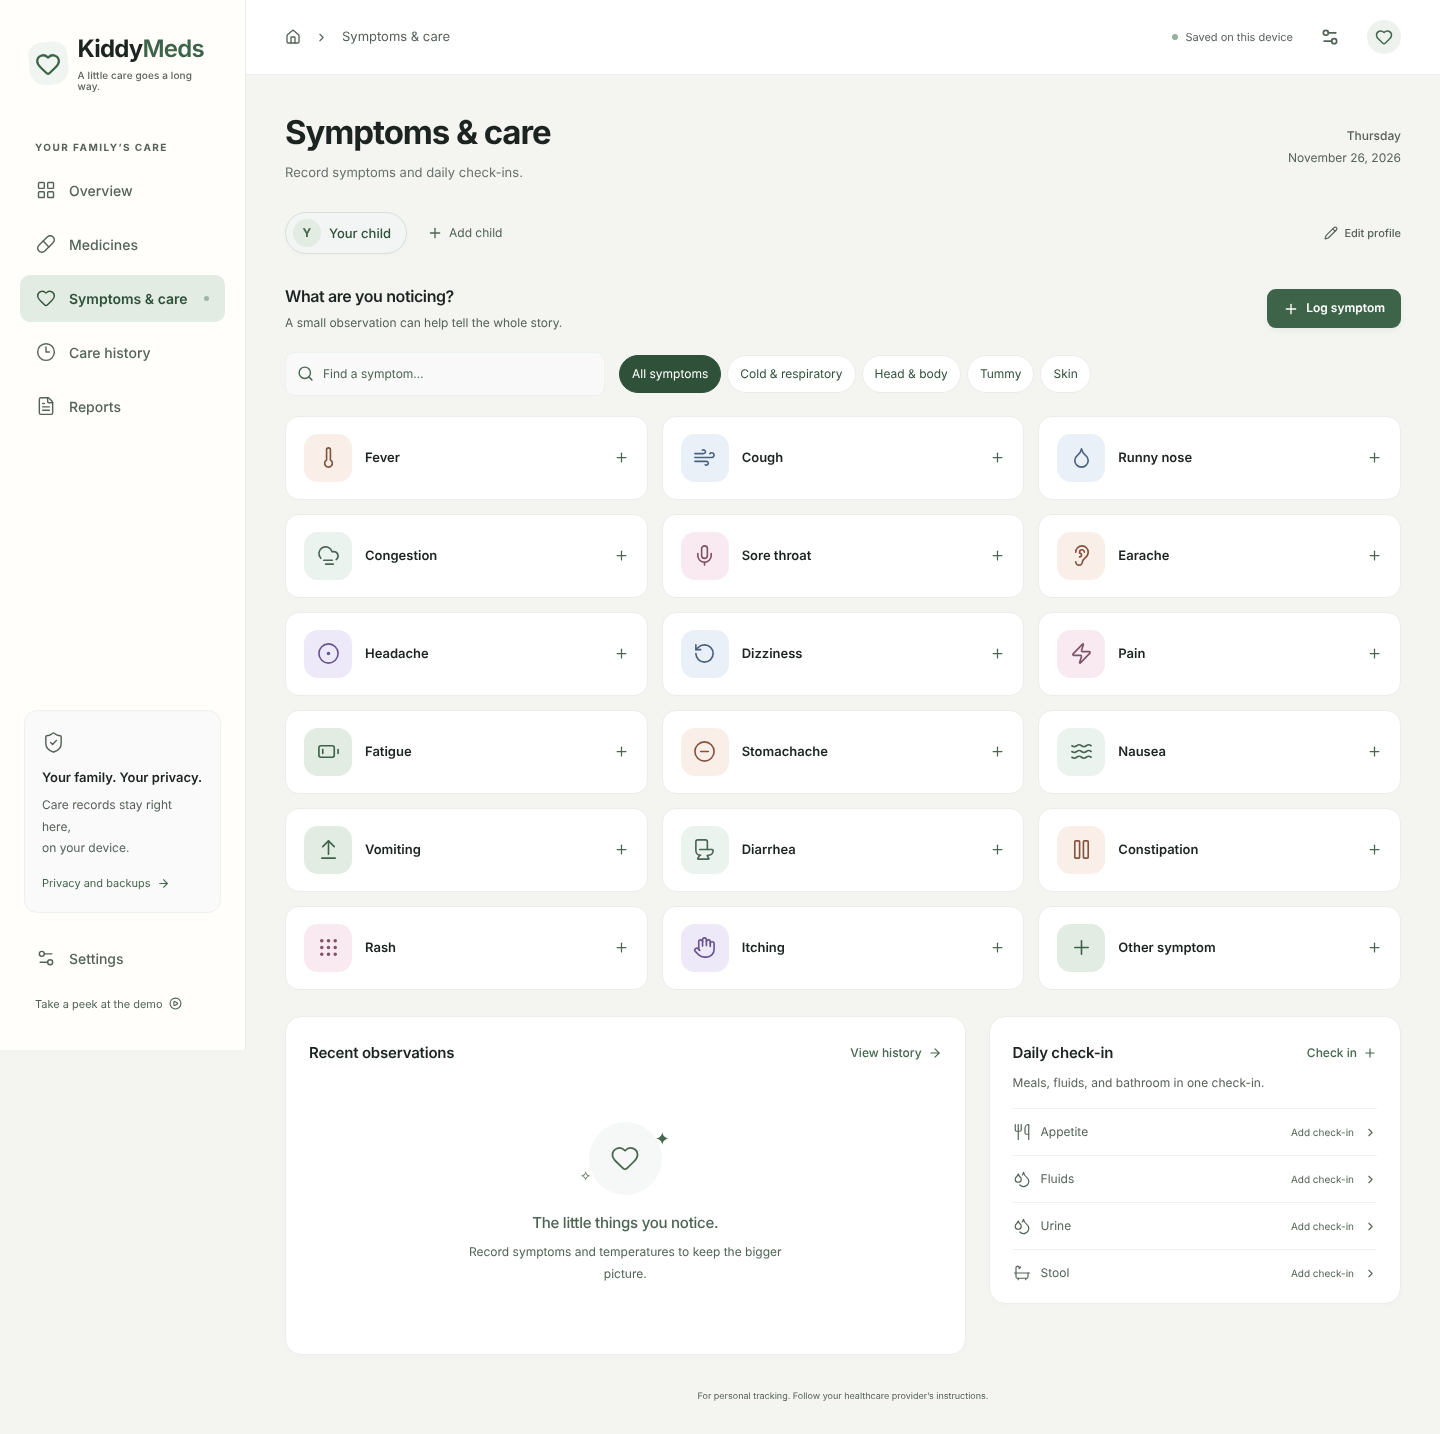 KiddyMeds
A little care goes a long
way.
YOUR FAMILY'S CARE
Overview
Medicines
Symptoms & care
Care history
Reports
Your family. Your privacy.
Care records stay right
here,
on your device.
Privacy and backups
Settings
Take a peek at the demo
Symptoms & care
Saved on this device
Symptoms & care
Record symptoms and daily check-ins.
Thursday
November 26, 2026
Y Your child
Add child
Edit profile
What are you noticing?
A small observation can help tell the whole story.
Log symptom
Find a symptom...
All symptoms
Cold & respiratory
Head & body
Tummy
Skin
Fever
Cough
Runny nose
Congestion
Sore throat
Earache
Headache
Dizziness
Pain
Fatigue
Stomachache
Nausea
Vomiting
Diarrhea
Constipation
Rash
Itching
Other symptom
Recent observations
View history
The little things you notice.
Record symptoms and temperatures to keep the bigger
picture.
Daily check-in
Check in
Meals, fluids, and bathroom in one check-in.
Appetite
Add check-in
Fluids
Add check-in
Urine
Add check-in
Stool
Add check-in
For personal tracking. Follow your healthcare provider's instructions.